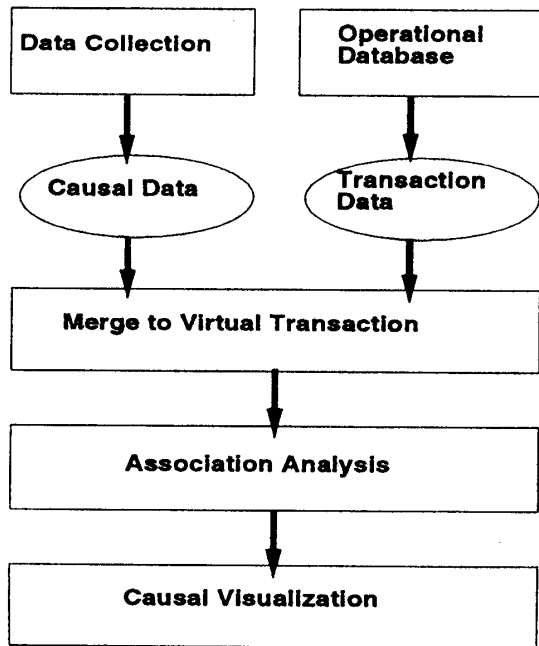 Data Collection
Operational
Database
Causal Data
Transaction
Data
Merge to Virtual Transaction
Association Analysis
Causal Visualization